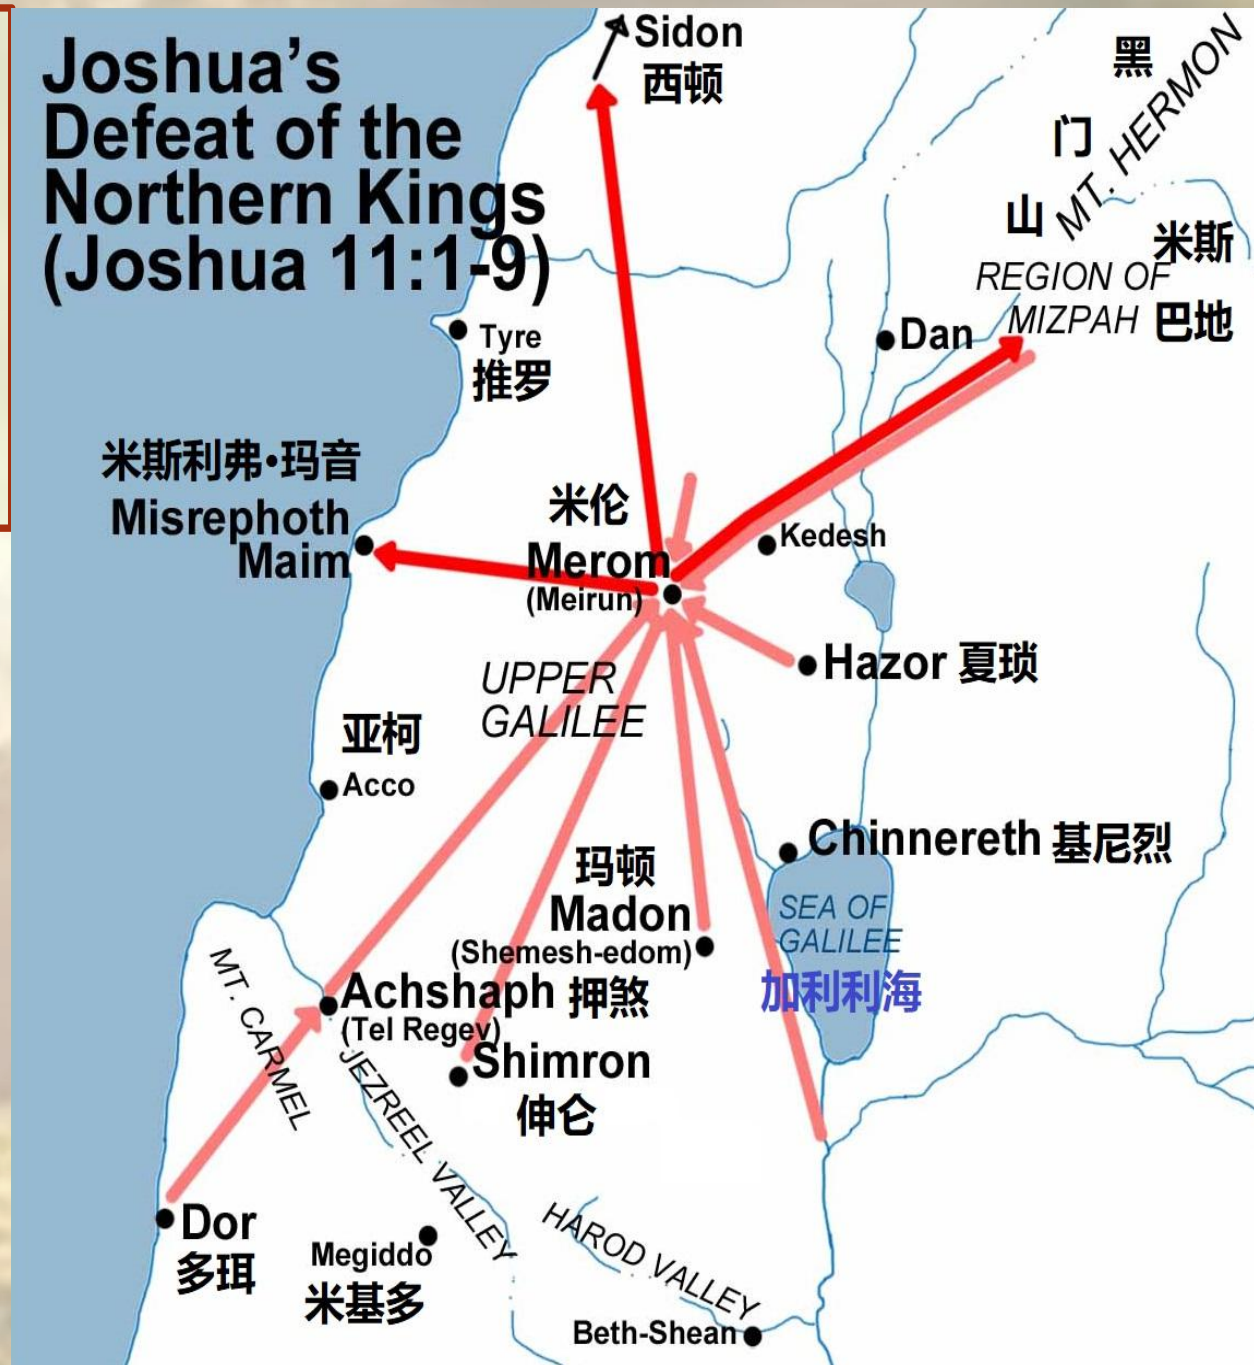 Joshua’s
Defeat of the
Northern Kings
(Joshua 11:1-9)
Sidon
西顿
黑
门
山
MT. HERMON
米斯
REGION OF
MIZPAH 巴地
Tyre
推罗
Dan
米斯利弗•玛音
Misrephoth
Maim
米伦
Merom
(Meirun)
Kedesh
Hazor 夏琐
UPPER
GALILEE
亚柯
Acco
Chinnereth 基尼烈
玛顿
Madon
(Shemesh-edom)
SEA OF
GALILEE
加利利海
MT. CARMEL
Achshaph 押煞
(Tel Regev)
Shimron
伸仑
JEZREEL VALLEY
Dor
多珥
Megiddo
米基多
HAROD VALLEY
Beth-Shean